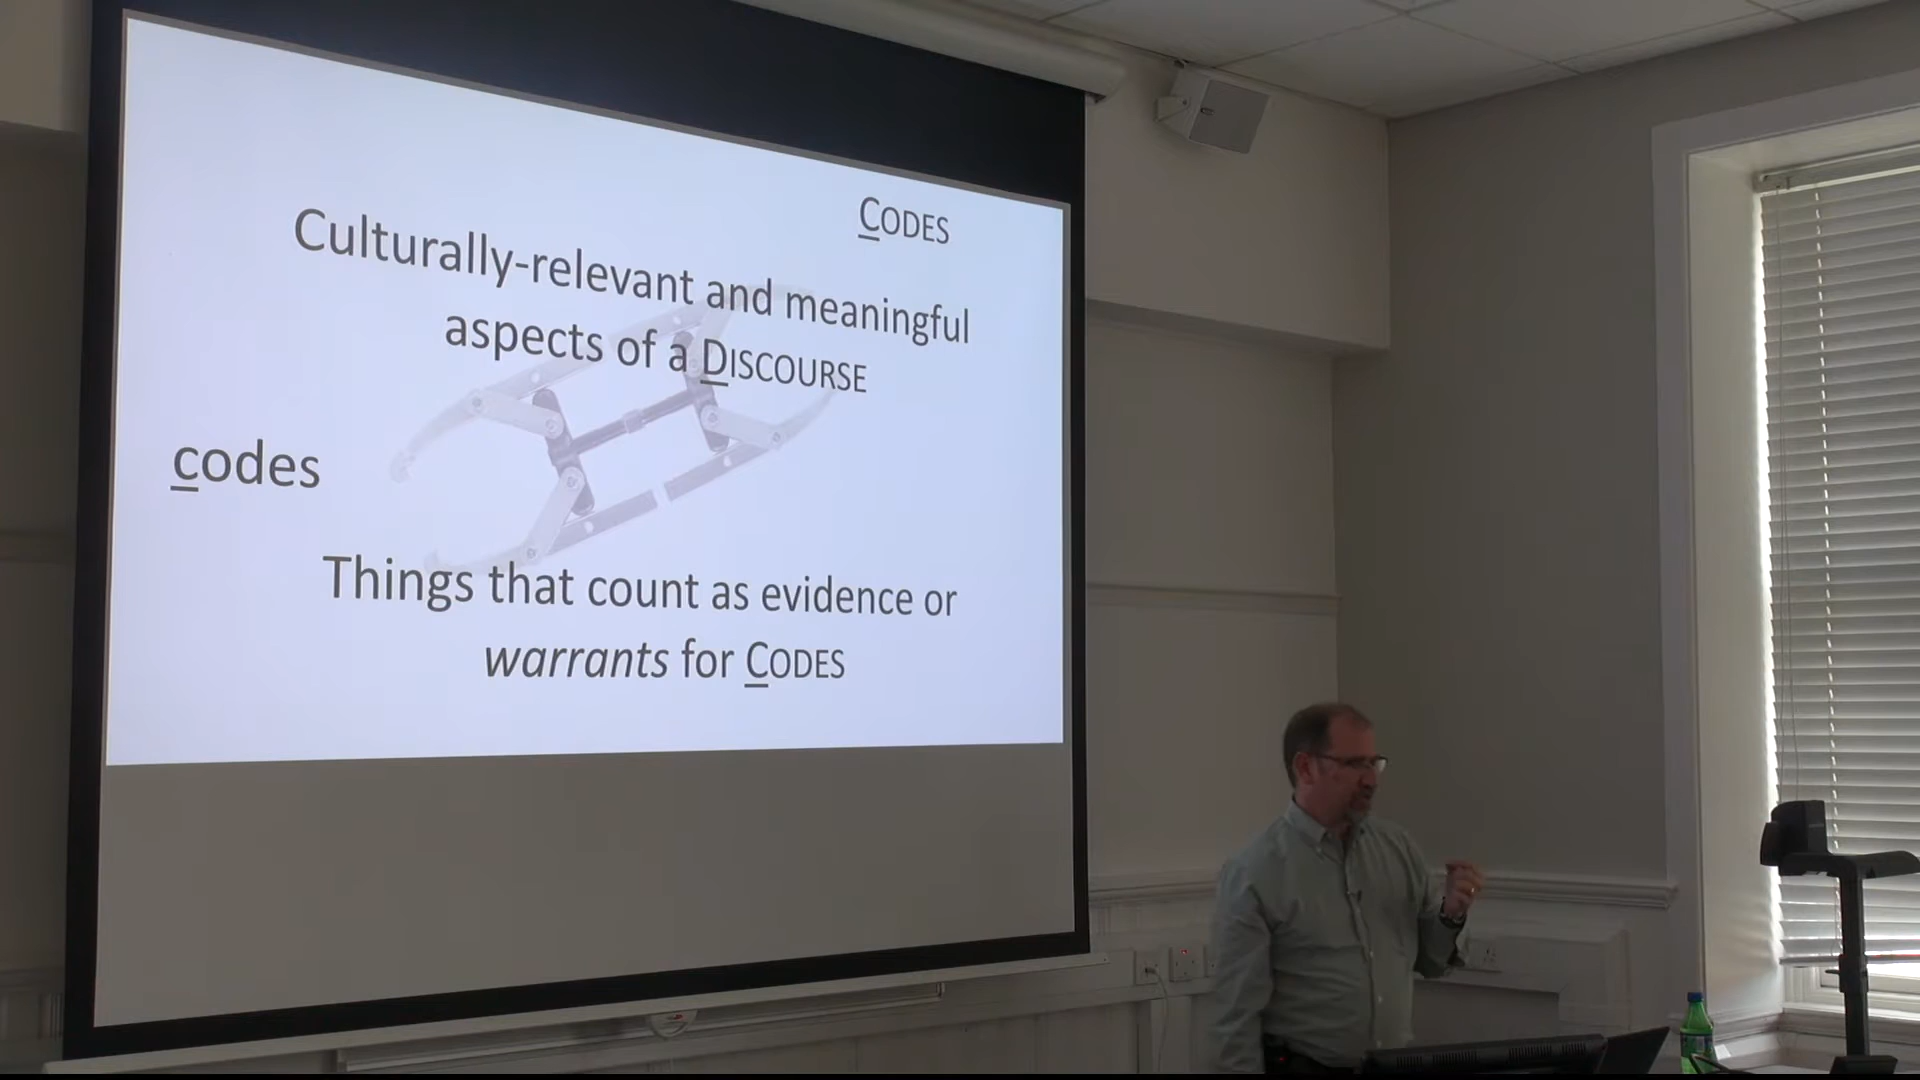 CODES
Culturally-relevant and meaningful
aspects of a DISCOURSE
codes
Things that count as evidence or
warrants for CODES